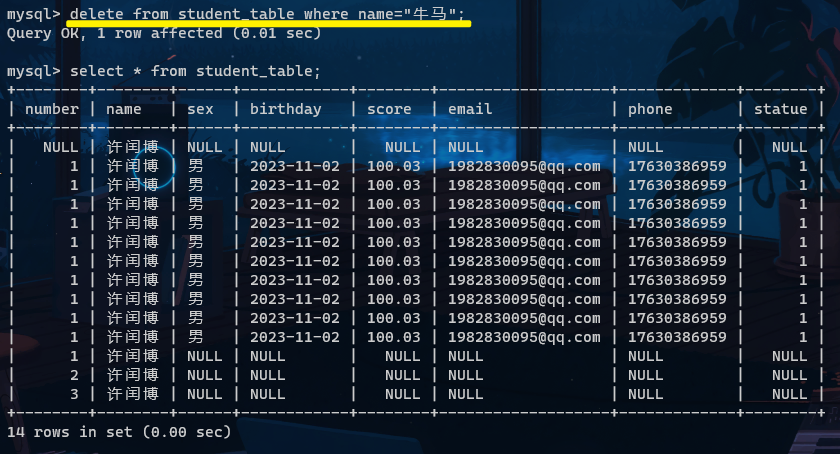 mysql> delete from student_table where name="牛马";
Query OK, 1 row affected (0.01 sec)
mysql> select * from student_table;
+--------+--------+------+------------+--------+-------------------+-------------+--------+
| number | name | sex | birthday | score | email | phone | statue |
+--------+--------+------+------------+--------+-------------------+-------------+--------+
| NULL | 许闰博 | NULL | NULL | NULL | NULL | NULL | NULL |
| 1 | 许闰博 | 男 | 2023-11-02 | 100.03 | 1982830095@qq.com | 17630386959 | 1 |
| 1 | 许闰博 | 男 | 2023-11-02 | 100.03 | 1982830095@qq.com | 17630386959 | 1 |
| 1 | 许闰博 | 男 | 2023-11-02 | 100.03 | 1982830095@qq.com | 17630386959 | 1 |
| 1 | 许闰博 | 男 | 2023-11-02 | 100.03 | 1982830095@qq.com | 17630386959 | 1 |
| 1 | 许闰博 | 男 | 2023-11-02 | 100.03 | 1982830095@qq.com | 17630386959 | 1 |
| 1 | 许闰博 | 男 | 2023-11-02 | 100.03 | 1982830095@qq.com | 17630386959 | 1 |
| 1 | 许闰博 | 男 | 2023-11-02 | 100.03 | 1982830095@qq.com | 17630386959 | 1 |
| 1 | 许闰博 | 男 | 2023-11-02 | 100.03 | 1982830095@qq.com | 17630386959 | 1 |
| 1 | 许闰博 | 男 | 2023-11-02 | 100.03 | 1982830095@qq.com | 17630386959 | 1 |
| 1 | 许闰博 | 男 | 2023-11-02 | 100.03 | 1982830095@qq.com | 17630386959 | 1 |
| 1 | 许闰博 | NULL | NULL | NULL | NULL | NULL | NULL |
| 2 | 许闰博 | NULL | NULL | NULL | NULL | NULL | NULL |
| 3 | 许闰博 | NULL | NULL | NULL | NULL | NULL | NULL |
+--------+--------+------+------------+--------+-------------------+-------------+--------+
14 rows in set (0.00 sec)